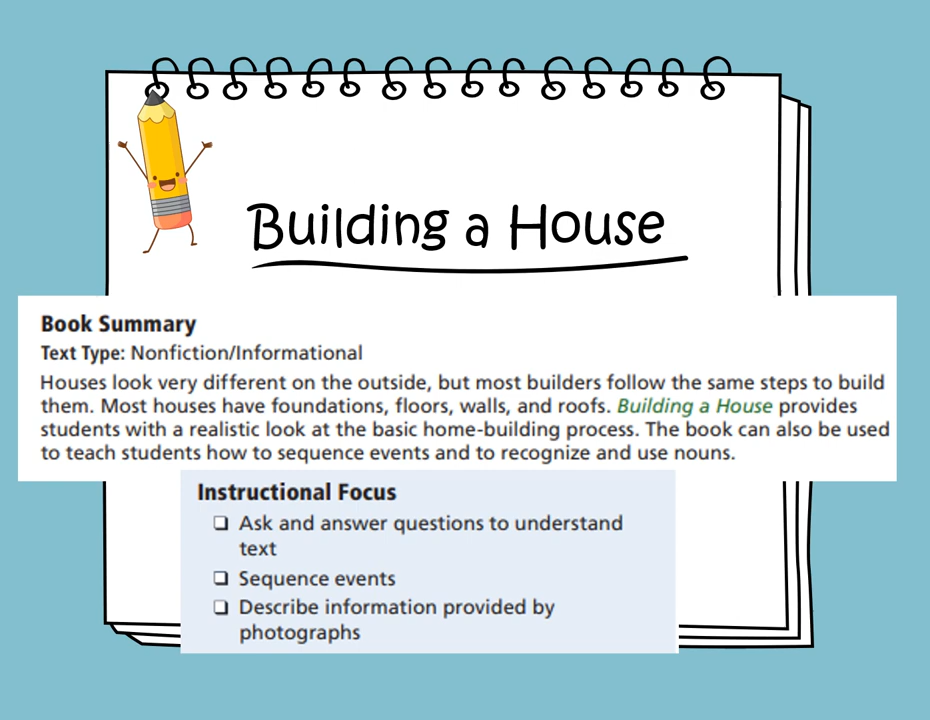 Building a House
Book Summary
Text Type: Nonfiction/Informational
Houses look very different on the outside, but most builders follow the same steps to build
them. Most houses have foundations, floors, walls, and roofs. Building a House provides
students with a realistic look at the basic home-building process. The book can also be used
to teach students how to sequence events and to recognize and use nouns.
Instructional Focus
❑ Ask and answer questions to understand
text
❑ Sequence events
❑ Describe information provided by
photographs